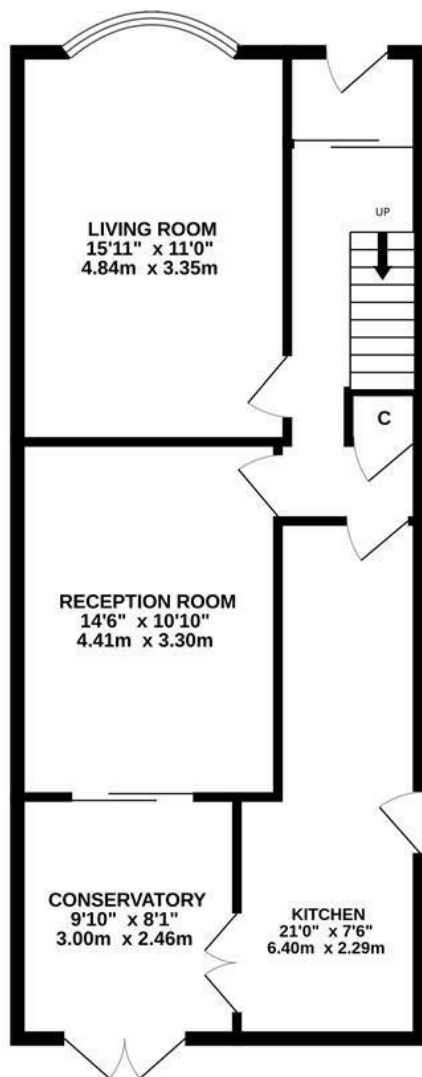 LIVING ROOM
15'11" x 11'0"
4.84m x 3.35m
UP
C
RECEPTION ROOM
14'6" x 10'10"
4.41m x 3.30m
CONSERVATORY
9'10" x 8'1"
3.00m x 2.46m
KITCHEN
21'0" x 7'6"
6.40m x 2.29m